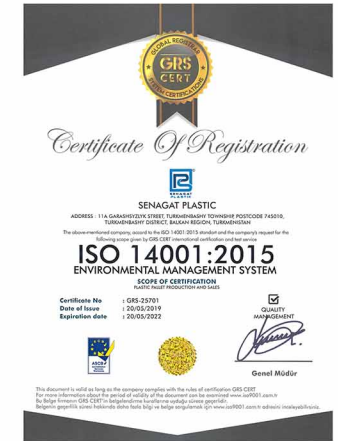 GLOBAL REGISTRAR
GRS
CERT
SYSTEM CERTIFICATIONS
Certificate Of Registration
SENAGAT
PLASTIK
SENAGAT PLASTIC
ADDRESS : 11A GARASHSYZLYK STREET, TURKMENBASHY TOWNSHIP, POSTCODE 745010,
TURKMENBASHY DISTRICT, BALKAN REGION, TURKMENISTAN
The above-mentioned company, accord to the ISO 14001:2015 standart and the company's request for the
following scope given by GRS CERT international certification and test service
ISO 14001:2015
ENVIRONMENTAL MANAGEMENT SYSTEM
SCOPE OF CERTIFICATION
PLASTIC PALLET PRODUCTION AND SALES
Certificate No : GRS-25701
Date of Issue : 20/05/2019
Expiration date : 20/05/2022
QUALITY
MANAGEMENT
ASCB
Genel Müdür
This document is valid as long as the company complies with the rules of certification GRS CERT
For more information about the period of validity of the document can be examined www.iso9001.com.tr
Bu Belge firmanın GRS CERT'in belgelendirme kurallarına uyduğu sürece geçerlidir.
Belgenin geçerlilik süresi hakkında daha fazla bilgi ve belge sorgulamak için www.iso9001.com.tr adresini inceleyebilirsiniz.